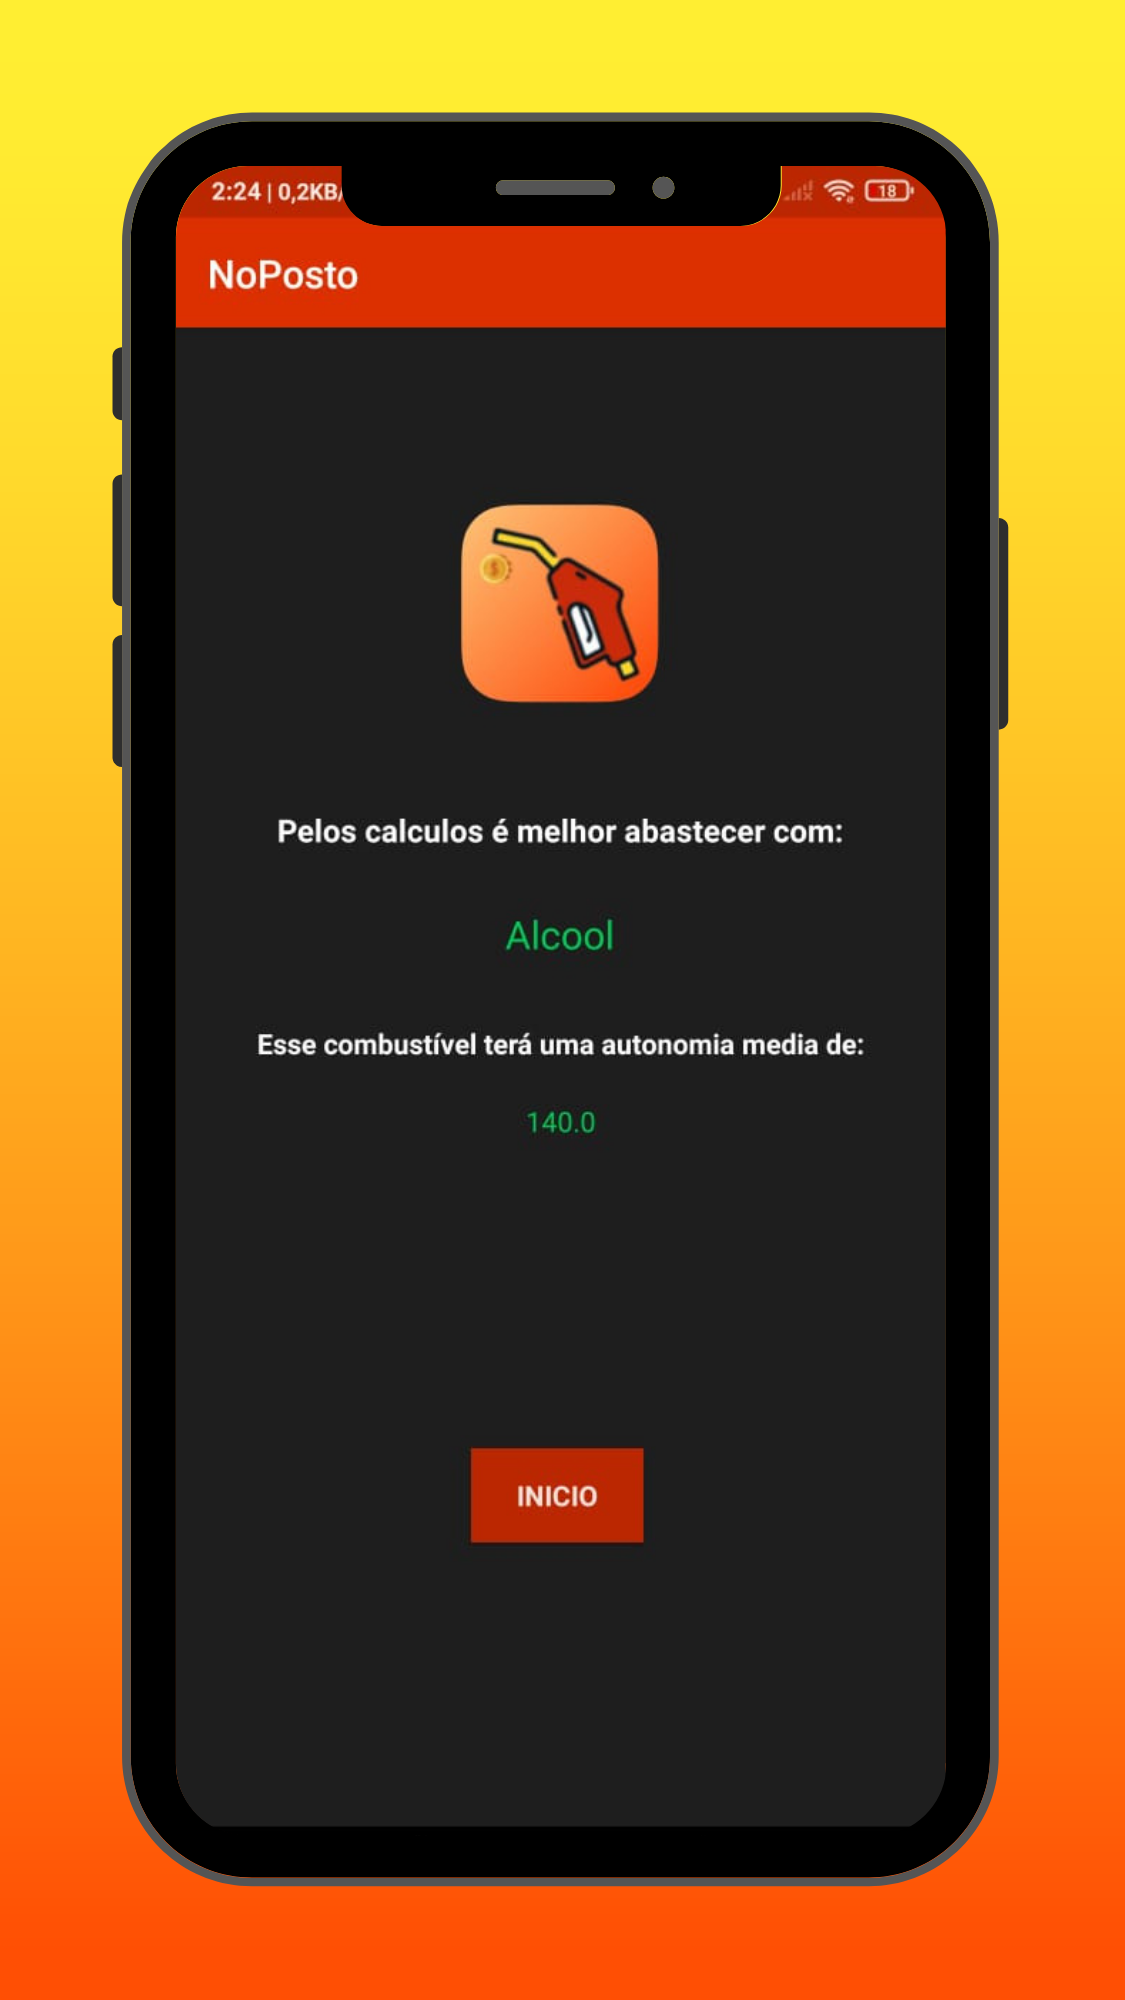 2:24 | 0,2KB/
18
NoPosto
Pelos calculos é melhor abastecer com:
Alcool
Esse combustível terá uma autonomia media de:
140.0
INICIO